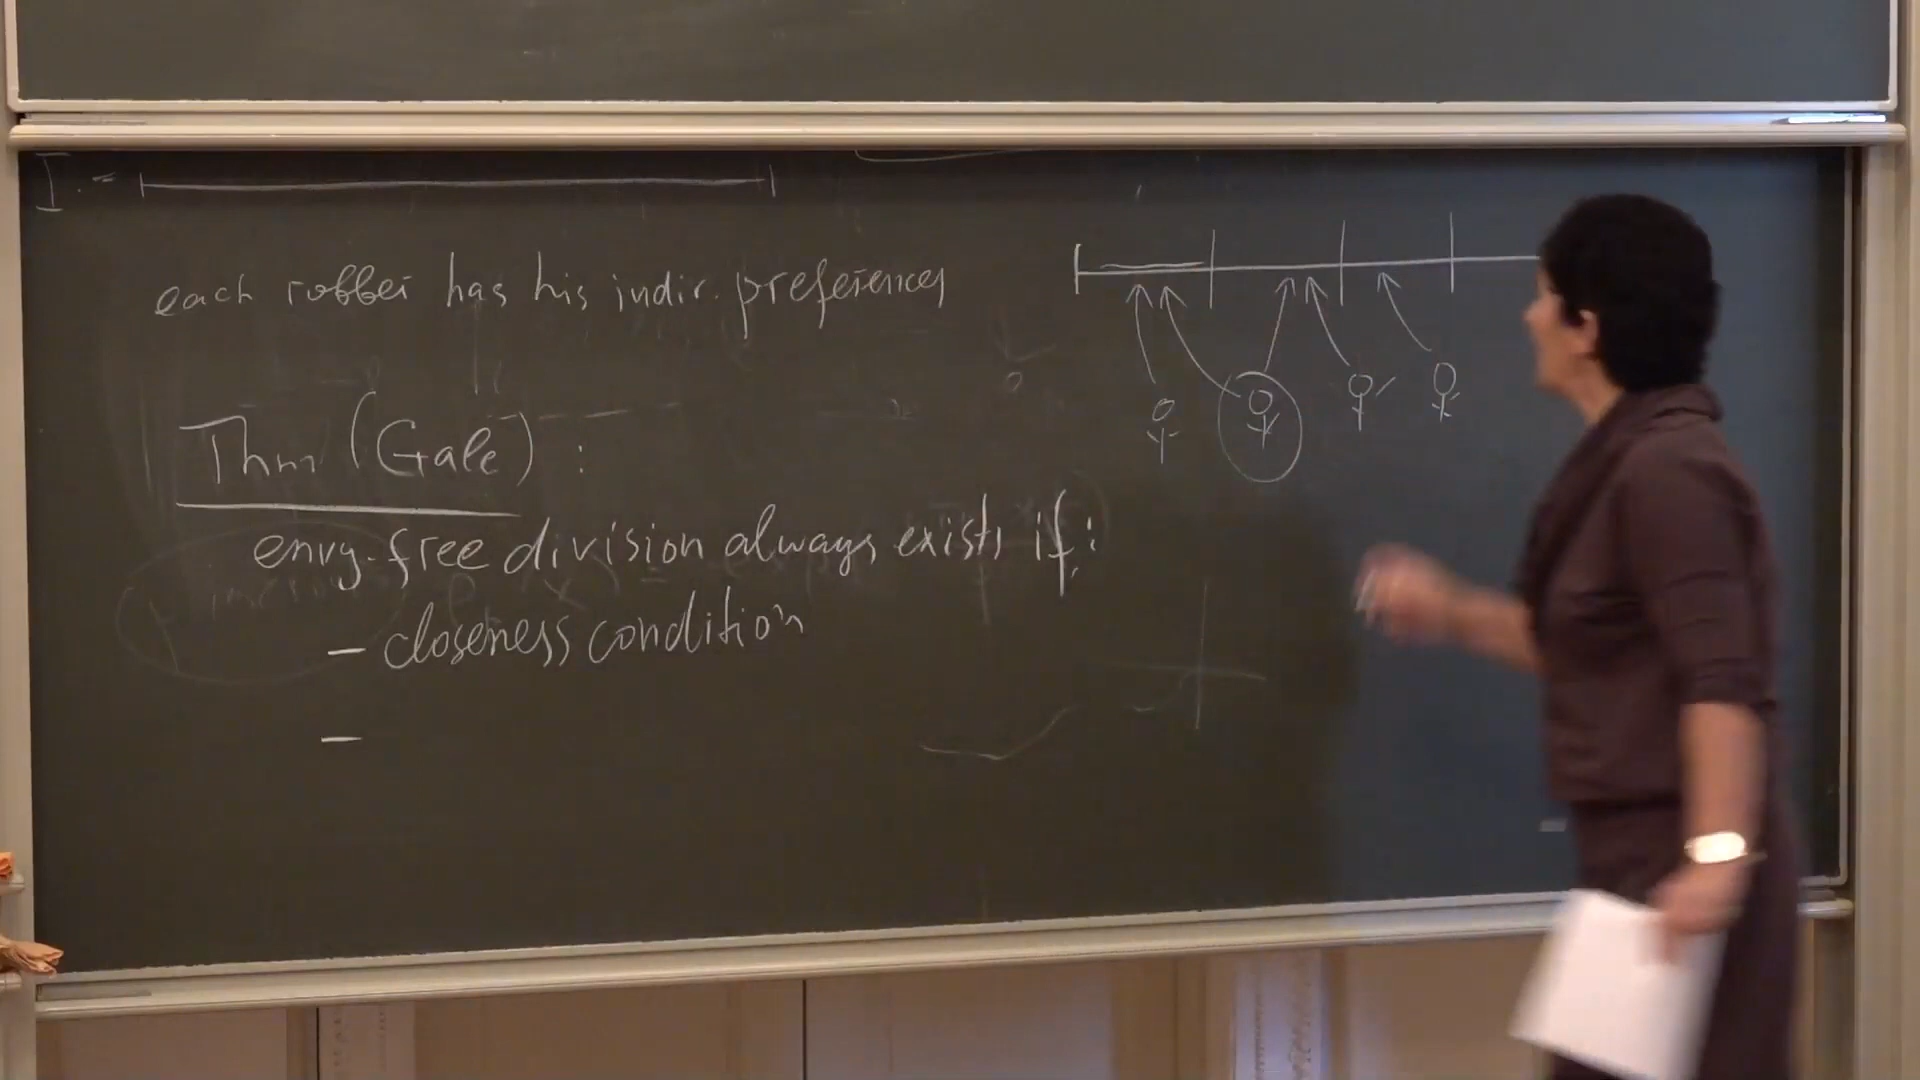 I =
each robber has his indiv. preferences
Thm (Gale) :
envy-free division always exists if :
- closeness condition
-